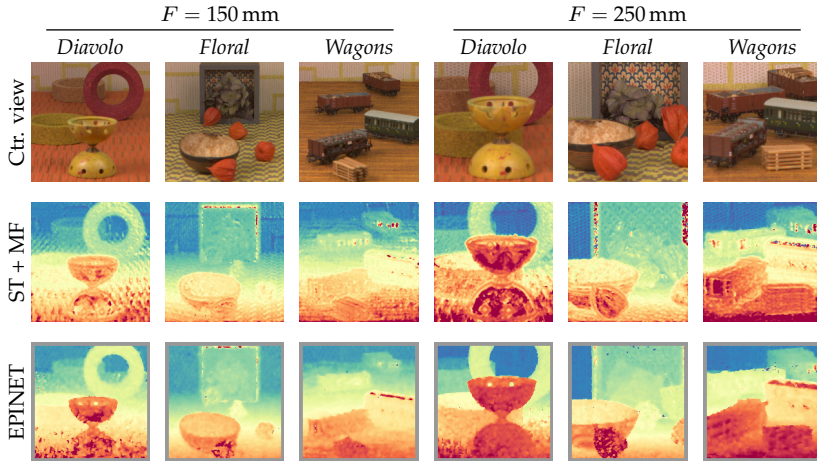 F = 150 mm F = 250 mm
Diavolo Floral Wagons Diavolo Floral Wagons
Ctr. view
ST + MF
EPINET